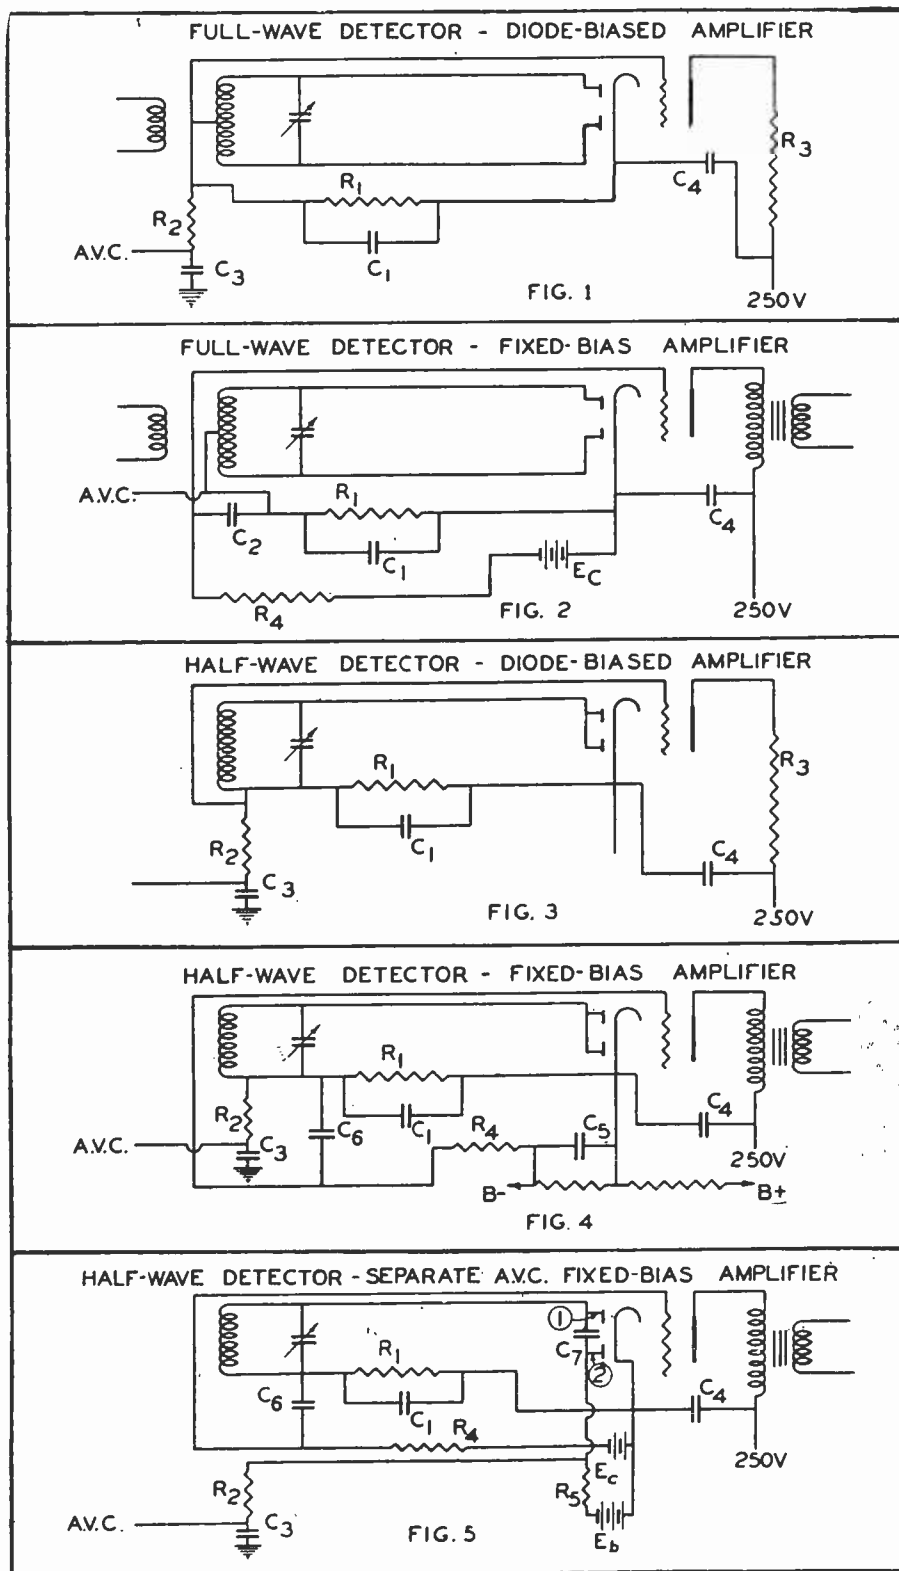 FULL-WAVE DETECTOR - DIODE-BIASED AMPLIFIER
R3
C4
R1
R2
A.V.C.
C3
C1
FIG. 1
250V
FULL-WAVE DETECTOR - FIXED-BIAS AMPLIFIER
A.V.C.
R1
C2
C4
C1
EC
R4
FIG. 2
250V
HALF-WAVE DETECTOR - DIODE-BIASED AMPLIFIER
R1
R3
R2
C1
C4
C3
FIG. 3
250V
HALF-WAVE DETECTOR - FIXED-BIAS AMPLIFIER
R1
R2
C6
C1
R4
C5
C4
A.V.C.
C3
250V
B- B+
FIG. 4
HALF-WAVE DETECTOR - SEPARATE A.V.C. FIXED-BIAS AMPLIFIER
1
R1
C7
2
C6
C1
C4
R4
250V
Ec
R2
R5
A.V.C.
C3
FIG. 5
Eb